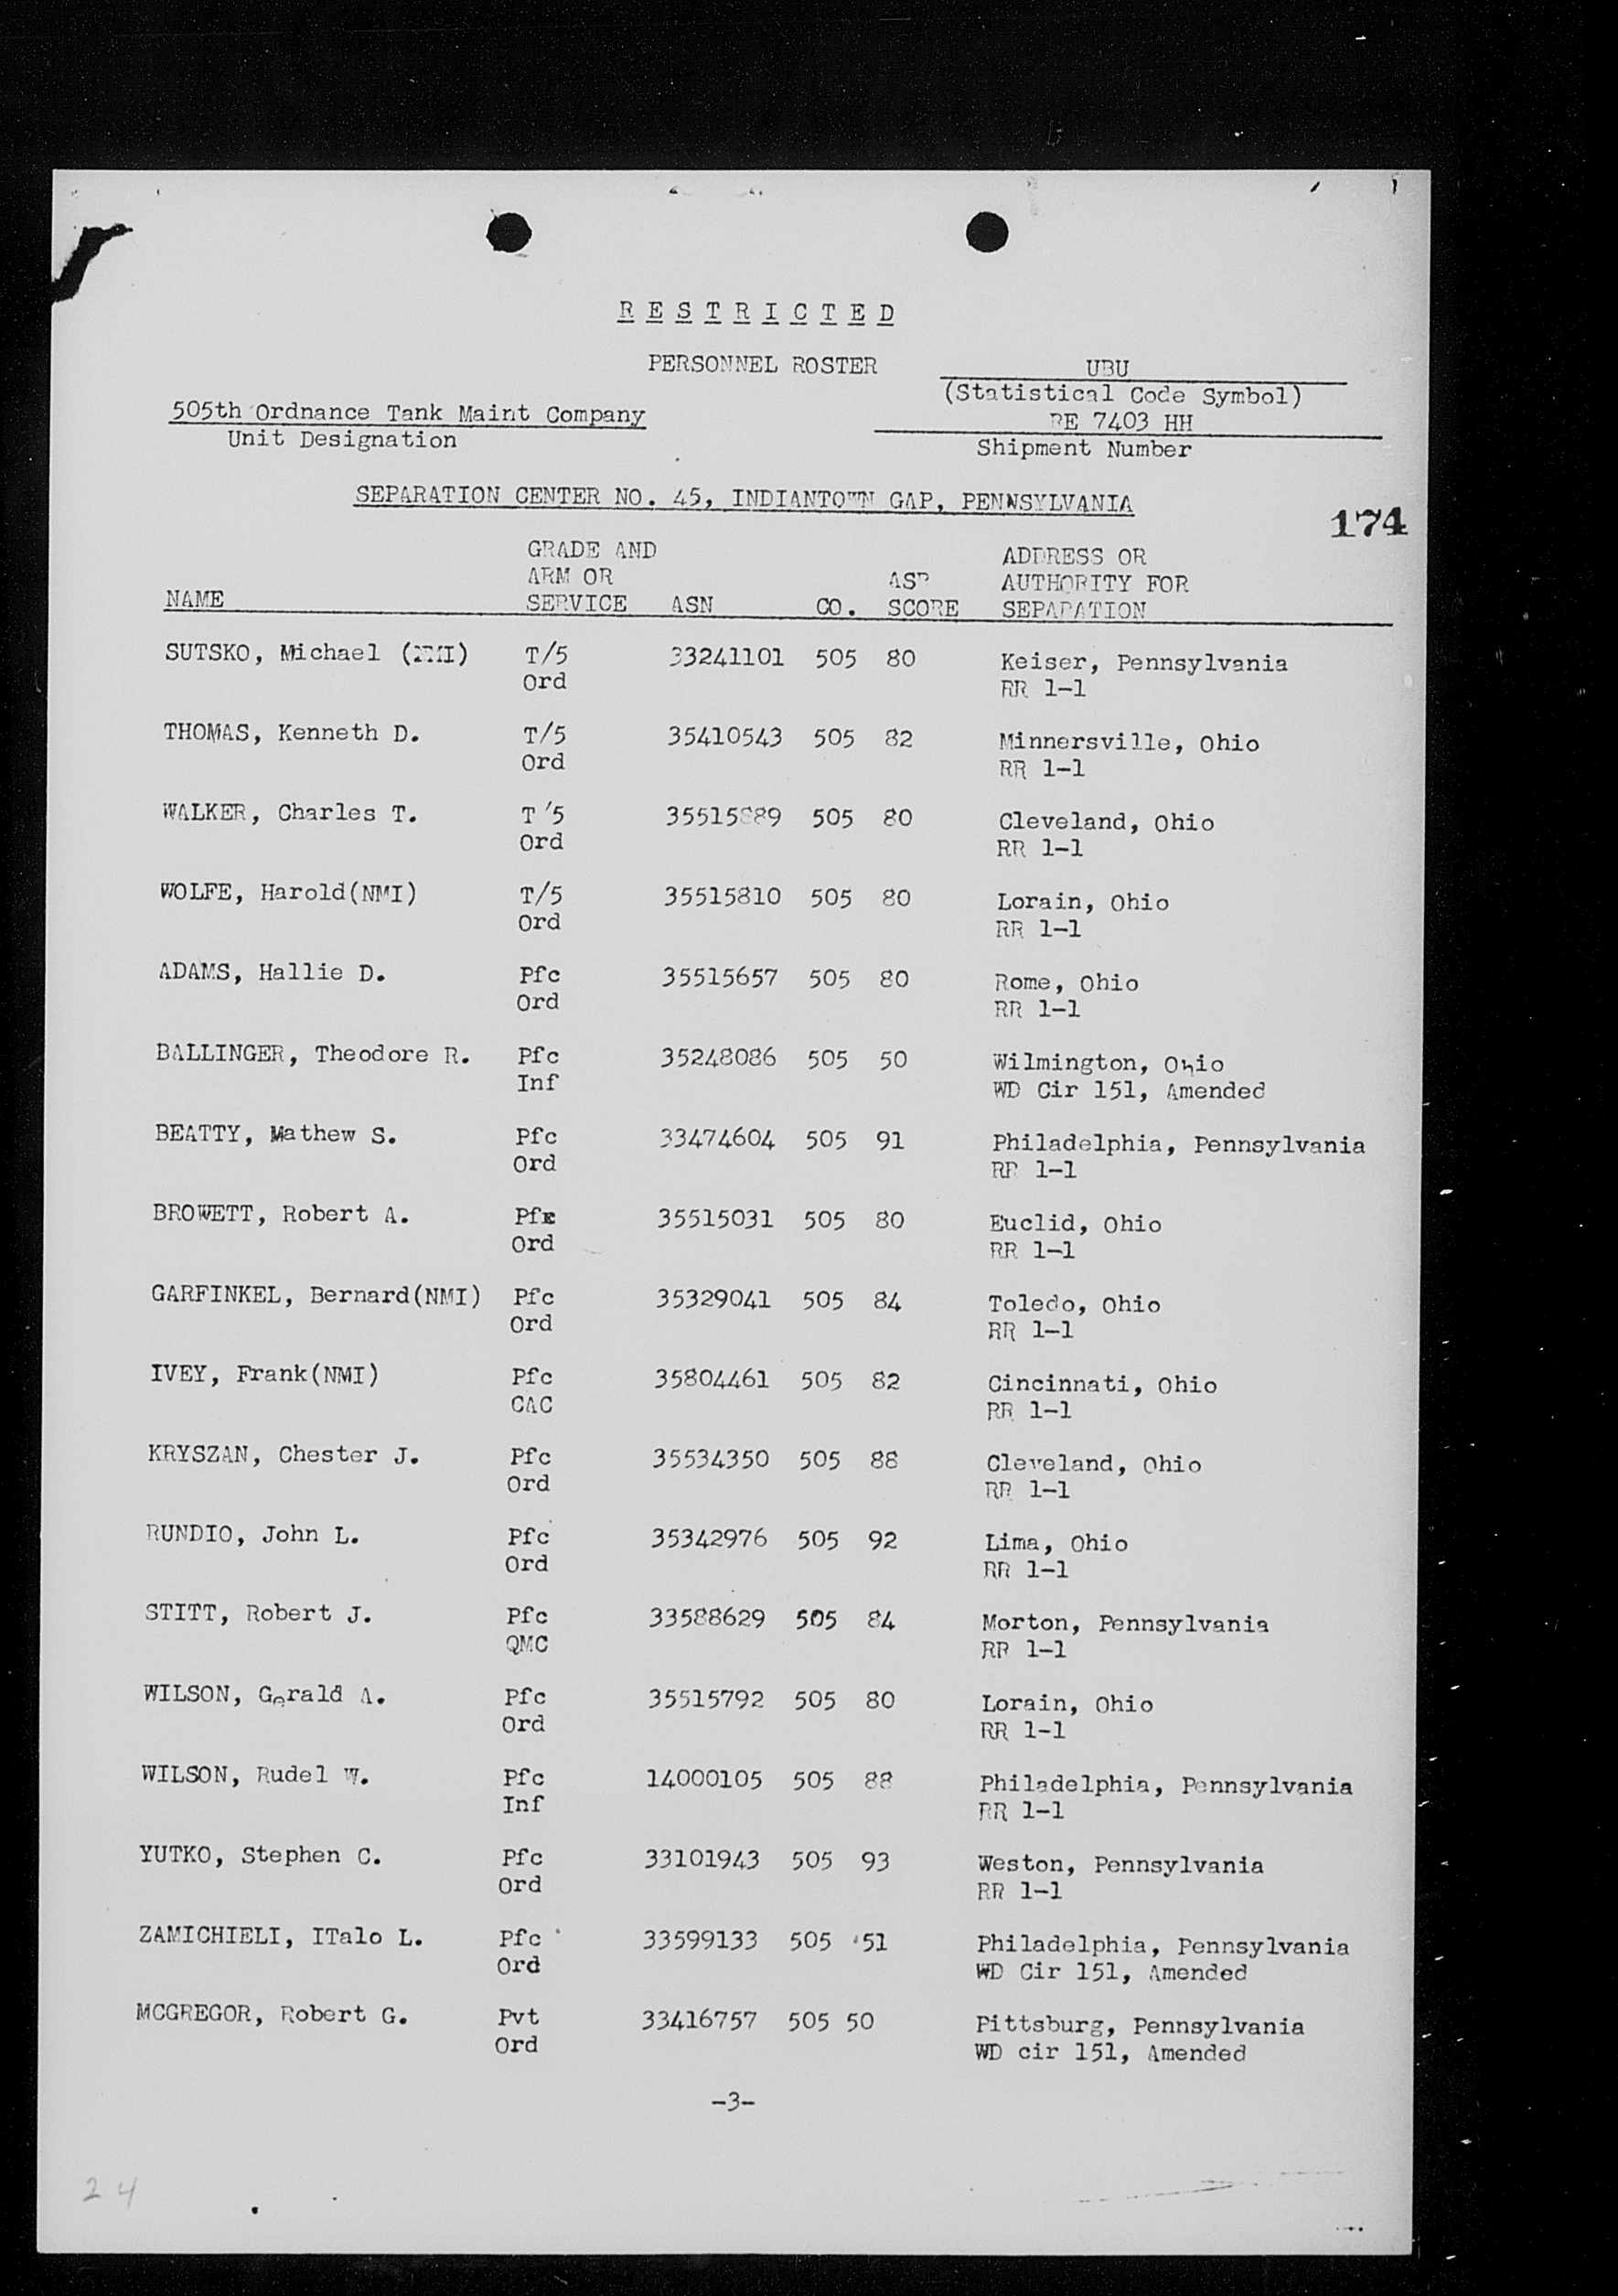 RESTRICTED
PERSONNEL ROSTER
UBU
(Statistical Code Symbol)
505th Ordnance Tank Maint Company
Unit Designation
RE 7403 HH
Shipment Number
SEPARATION CENTER NO. 45, INDIANTOWN GAP, PENNSYLVANIA
174
NAME GRADE AND ARM OR SERVICE ASN CO. ASR SCORE ADDRESS OR AUTHORITY FOR SEPARATION
SUTSKO, Michael (NMI) T/5 33241101 505 80 Keiser, Pennsylvania
Ord RR 1-1
THOMAS, Kenneth D. T/5 35410543 505 82 Minnersville, Ohio
Ord RR 1-1
WALKER, Charles T. T/5 35515889 505 80 Cleveland, Ohio
Ord RR 1-1
WOLFE, Harold(NMI) T/5 35515810 505 80 Lorain, Ohio
Ord RR 1-1
ADAMS, Hallie D. Pfc 35515657 505 80 Rome, Ohio
Ord RR 1-1
BALLINGER, Theodore R. Pfc 35248086 505 50 Wilmington, Ohio
Inf WD Cir 151, Amended
BEATTY, Mathew S. Pfc 33474604 505 91 Philadelphia, Pennsylvania
Ord RR 1-1
BROWETT, Robert A. Pfc 35515031 505 80 Euclid, Ohio
Ord RR 1-1
GARFINKEL, Bernard(NMI) Pfc 35329041 505 84 Toledo, Ohio
Ord RR 1-1
IVEY, Frank(NMI) Pfc 35804461 505 82 Cincinnati, Ohio
CAC RR 1-1
KRYSZAN, Chester J. Pfc 35534350 505 88 Cleveland, Ohio
Ord RR 1-1
RUNDIO, John L. Pfc 35342976 505 92 Lima, Ohio
Ord RR 1-1
STITT, Robert J. Pfc 33588629 505 84 Morton, Pennsylvania
QMC RR 1-1
WILSON, Gerald A. Pfc 35515792 505 80 Lorain, Ohio
Ord RR 1-1
WILSON, Rudel W. Pfc 14000105 505 88 Philadelphia, Pennsylvania
Inf RR 1-1
YUTKO, Stephen C. Pfc 33101943 505 93 Weston, Pennsylvania
Ord RR 1-1
ZAMICHIELI, ITalo L. Pfc 33599133 505 51 Philadelphia, Pennsylvania
Ord WD Cir 151, Amended
MCGREGOR, Robert G. Pvt 33416757 505 50 Pittsburg, Pennsylvania
Ord WD cir 151, Amended
-3-
24